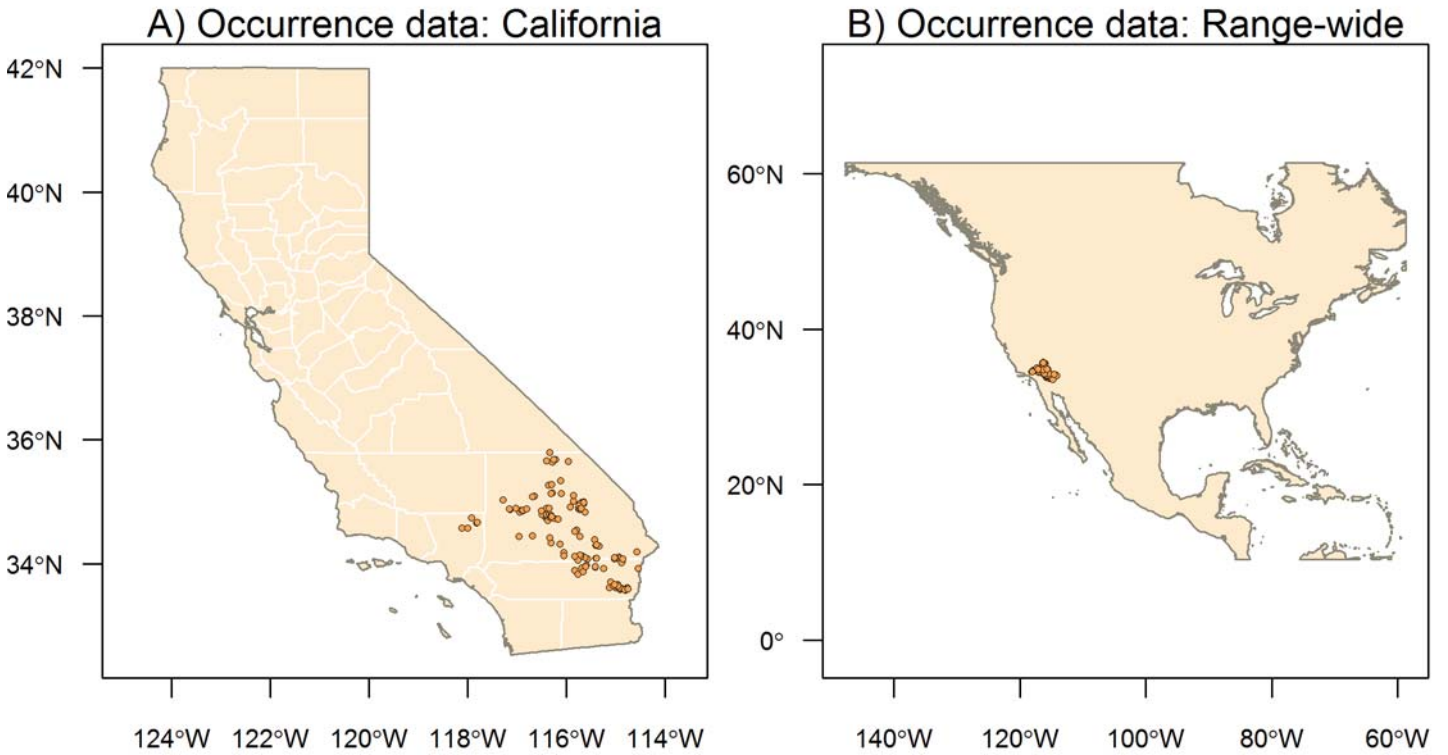 A) Occurrence data: California
42°N
40°N
38°N
36°N
34°N
124°W 122°W 120°W 118°W 116°W 114°W
B) Occurrence data: Range-wide
60°N
40°N
20°N
0°
140°W 120°W 100°W 80°W 60°W